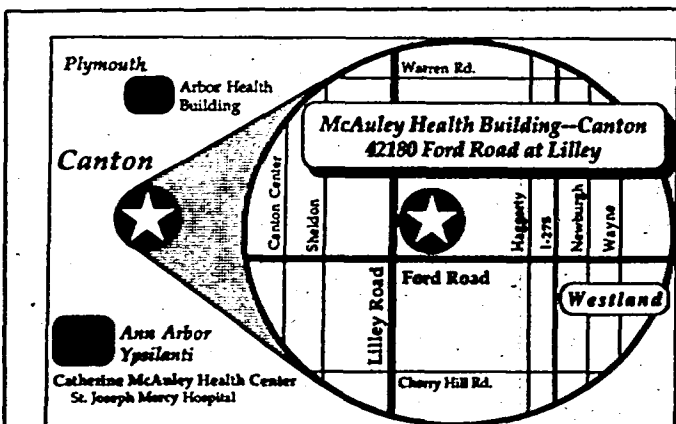 Plymouth
Arbor Health
Building
Canton
Warren Rd.
McAuley Health Building—Canton
42180 Ford Road at Lilley
Canton Center
Sheldon
Haggerty
I-275
Newburgh
Wayne
Ford Road
Lilley Road
Westland
Ann Arbor
Ypsilanti
Catherine McAuley Health Center
St. Joseph Mercy Hospital
Cherry Hill Rd.